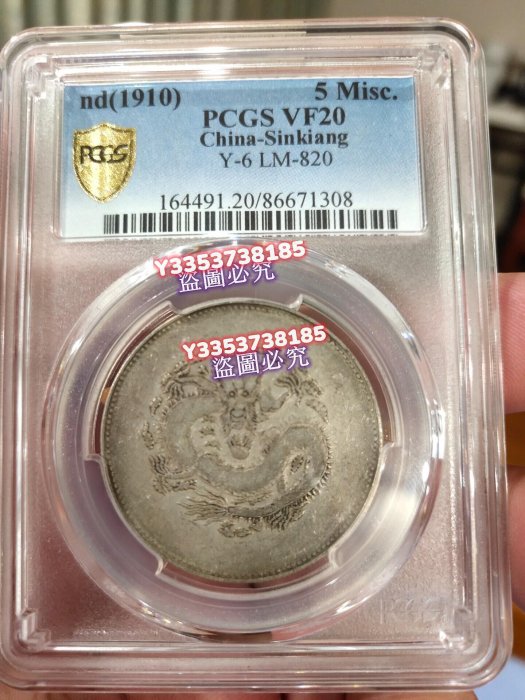 nd(1910) 5 Misc.
PCGS VF20
China-Sinkiang
Y-6 LM-820
PCGS
164491.20/86671308
Y3353738185
盜圖必究
Y3353738185
盜圖必究
PCGS